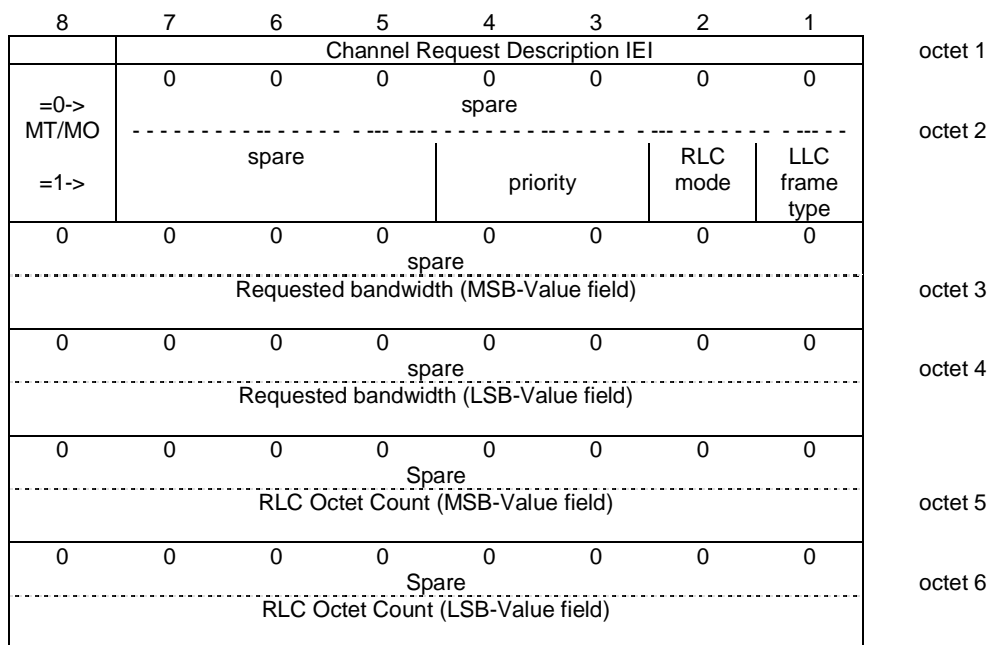 8 7 6 5 4 3 2 1
Channel Request Description IEI octet 1
0 0 0 0 0 0 0
=0-> spare
MT/MO octet 2
spare RLC LLC
=1-> priority mode frame
type
0 0 0 0 0 0 0 0
spare
Requested bandwidth (MSB-Value field) octet 3
0 0 0 0 0 0 0 0
spare octet 4
Requested bandwidth (LSB-Value field)
0 0 0 0 0 0 0 0
Spare
RLC Octet Count (MSB-Value field) octet 5
0 0 0 0 0 0 0 0
Spare octet 6
RLC Octet Count (LSB-Value field)